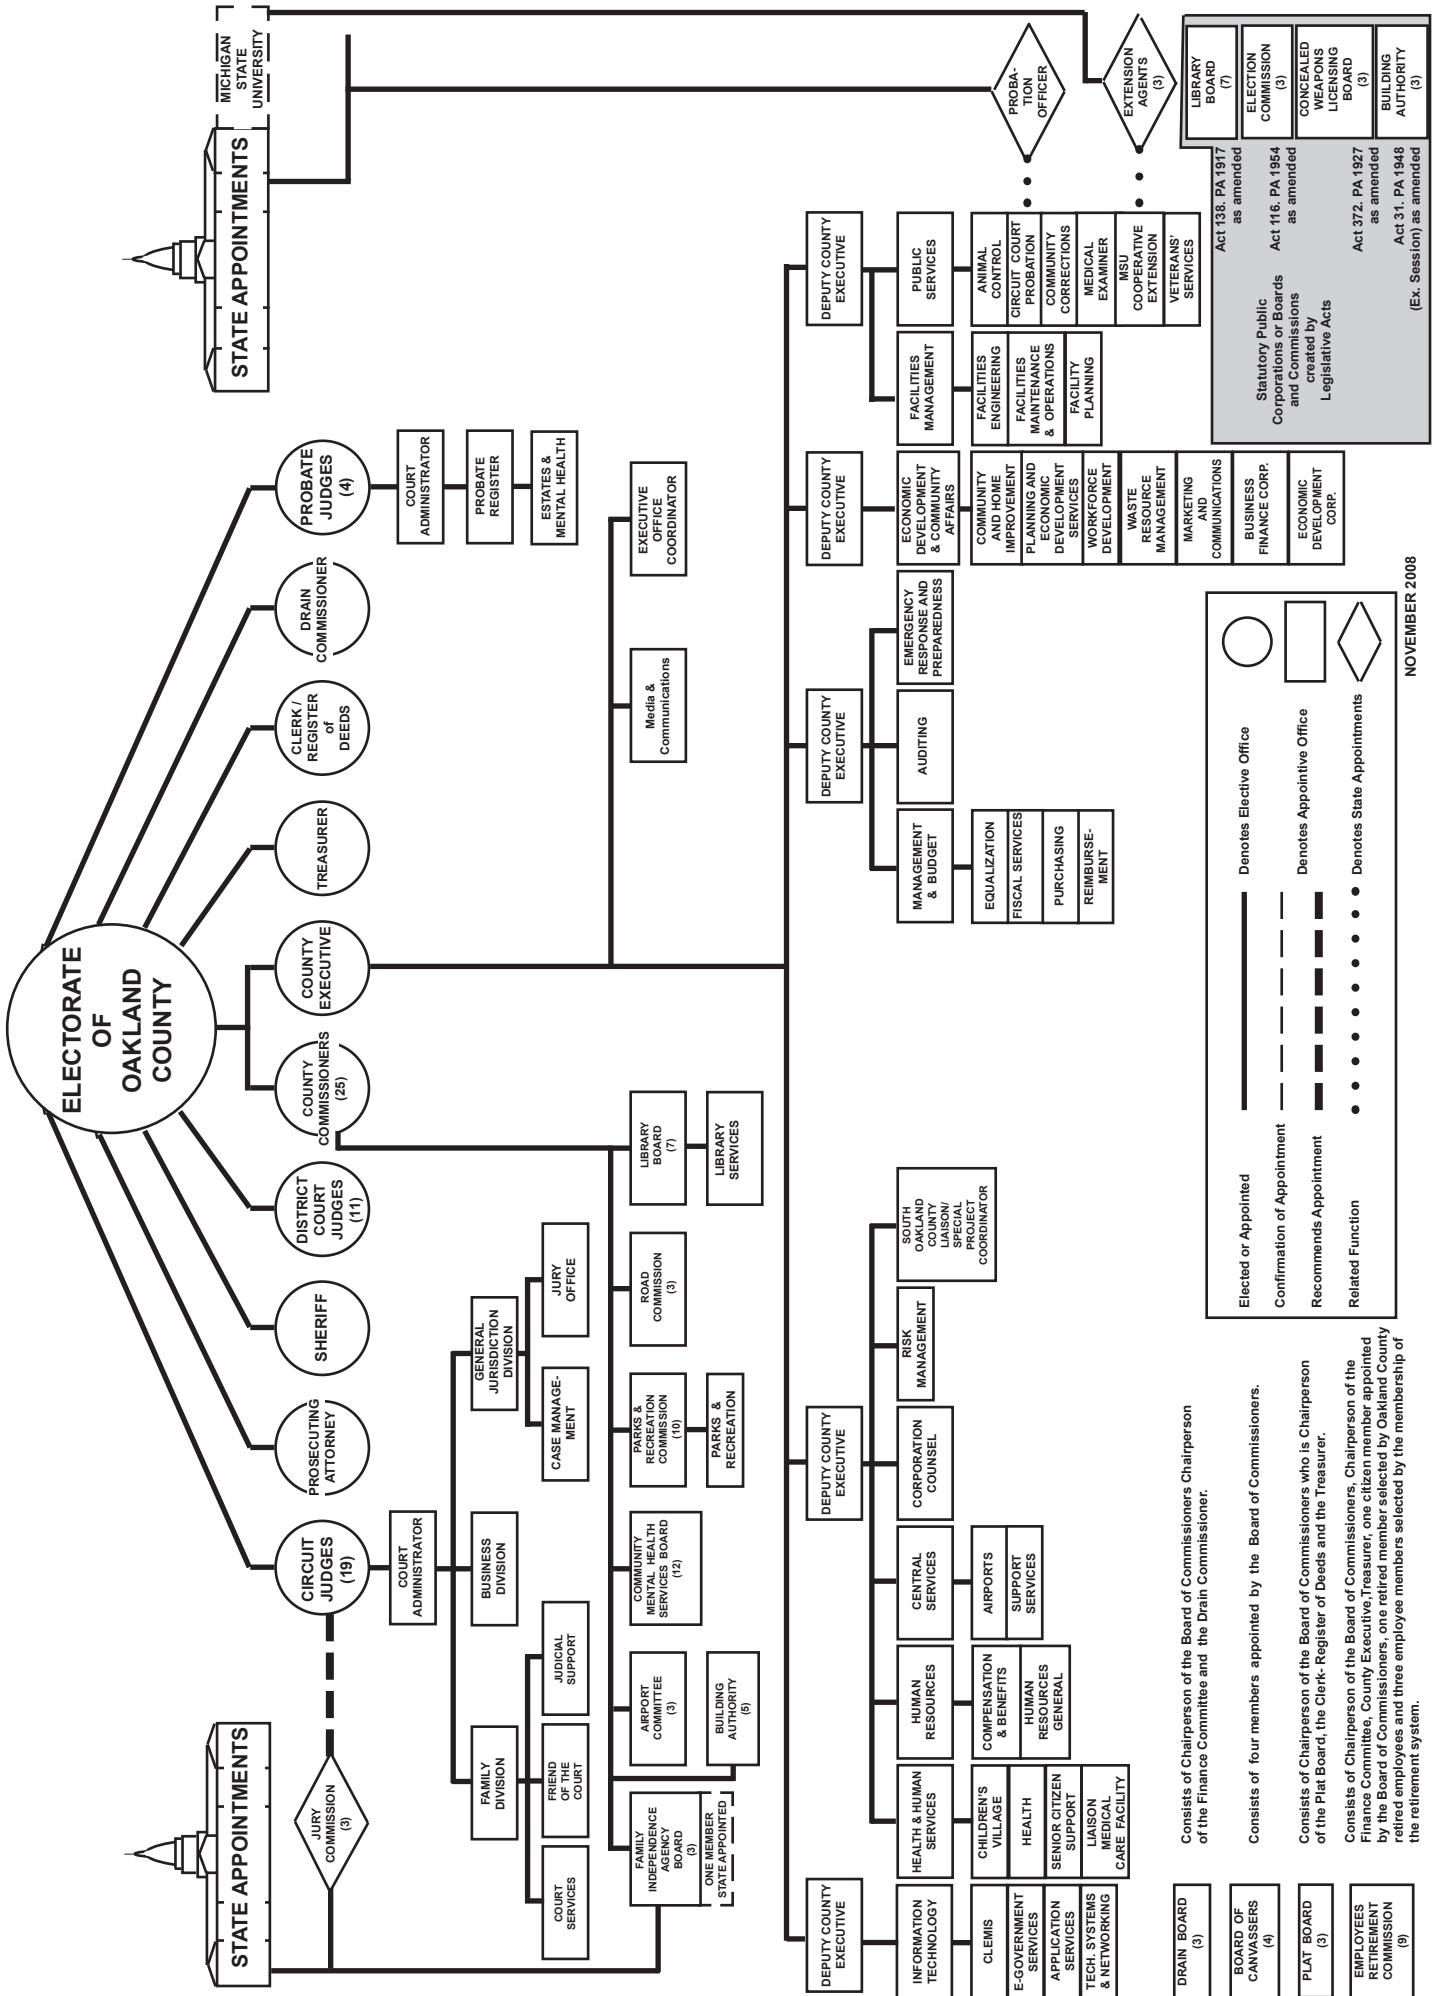 ELECTORATE
OF
OAKLAND
COUNTY
STATE APPOINTMENTS
STATE APPOINTMENTS
MICHIGAN
STATE
UNIVERSITY
JURY
COMMISSION
(3)
CIRCUIT
JUDGES
(19)
PROSECUTING
ATTORNEY
SHERIFF
DISTRICT
COURT
JUDGES
(11)
COUNTY
COMMISSIONERS
(25)
COUNTY
EXECUTIVE
TREASURER
CLERK /
REGISTER
of
DEEDS
DRAIN
COMMISSIONER
PROBATE
JUDGES
(4)
COURT
ADMINISTRATOR
COURT
ADMINISTRATOR
PROBATE
REGISTER
ESTATES &
MENTAL HEALTH
FAMILY
DIVISION
BUSINESS
DIVISION
GENERAL
JURISDICTION
DIVISION
COURT
SERVICES
FRIEND
OF THE
COURT
JUDICIAL
SUPPORT
CASE MANAGE-
MENT
JURY
OFFICE
FAMILY
INDEPENDENCE
AGENCY
BOARD
(3)
ONE MEMBER
STATE APPOINTED
AIRPORT
COMMITTEE
(3)
BUILDING
AUTHORITY
(5)
COMMUNITY
MENTAL HEALTH
SERVICES BOARD
(12)
PARKS &
RECREATION
COMMISSION
(10)
PARKS &
RECREATION
ROAD
COMMISSION
(3)
LIBRARY
BOARD
(7)
LIBRARY
SERVICES
Media &
Communications
EXECUTIVE
OFFICE
COORDINATOR
DEPUTY COUNTY
EXECUTIVE
INFORMATION
TECHNOLOGY
CLEMIS
E-GOVERNMENT
SERVICES
APPLICATION
SERVICES
TECH. SYSTEMS
& NETWORKING
DEPUTY COUNTY
EXECUTIVE
HEALTH & HUMAN
SERVICES
CHILDREN'S
VILLAGE
HEALTH
SENIOR CITIZEN
SUPPORT
LIAISON
MEDICAL
CARE FACILITY
HUMAN
RESOURCES
COMPENSATION
& BENEFITS
HUMAN
RESOURCES
GENERAL
CENTRAL
SERVICES
AIRPORTS
SUPPORT
SERVICES
CORPORATION
COUNSEL
RISK
MANAGEMENT
SOUTH
OAKLAND
COUNTY
LIAISON/
SPECIAL
PROJECT
COORDINATOR
DEPUTY COUNTY
EXECUTIVE
MANAGEMENT
& BUDGET
EQUALIZATION
FISCAL SERVICES
PURCHASING
REIMBURSE-
MENT
AUDITING
EMERGENCY
RESPONSE AND
PREPAREDNESS
DEPUTY COUNTY
EXECUTIVE
ECONOMIC
DEVELOPMENT
& COMMUNITY
AFFAIRS
COMMUNITY
AND HOME
IMPROVEMENT
PLANNING AND
ECONOMIC
DEVELOPMENT
SERVICES
WORKFORCE
DEVELOPMENT
WASTE
RESOURCE
MANAGEMENT
MARKETING
AND
COMMUNICATIONS
BUSINESS
FINANCE CORP.
ECONOMIC
DEVELOPMENT
CORP.
DEPUTY COUNTY
EXECUTIVE
FACILITIES
MANAGEMENT
FACILITIES
ENGINEERING
FACILITIES
MAINTENANCE
& OPERATIONS
FACILITY
PLANNING
PUBLIC
SERVICES
ANIMAL
CONTROL
CIRCUIT COURT
PROBATION
COMMUNITY
CORRECTIONS
MEDICAL
EXAMINER
MSU
COOPERATIVE
EXTENSION
VETERANS'
SERVICES
PROBA-
TION
OFFICER
EXTENSION
AGENTS
(3)
DRAIN BOARD
(3)
Consists of Chairperson of the Board of Commissioners Chairperson
of the Finance Committee and the Drain Commissioner.
BOARD OF
CANVASSERS
(4)
Consists of four members appointed by the Board of Commissioners.
PLAT BOARD
(3)
Consists of Chairperson of the Board of Commissioners who is Chairperson
of the Plat Board, the Clerk- Register of Deeds and the Treasurer.
EMPLOYEES
RETIREMENT
COMMISSION
(9)
Consists of Chairperson of the Board of Commissioners, Chairperson of the
Finance Committee, County Executive,Treasurer, one citizen member appointed
by the Board of Commissioners, one retired member selected by Oakland County
retired employees and three employee members selected by the membership of
the retirement system.
Elected or Appointed
Denotes Elective Office
Confirmation of Appointment
Recommends Appointment
Denotes Appointive Office
Related Function
Denotes State Appointments
NOVEMBER 2008
Statutory Public
Corporations or Boards
and Commissions
created by
Legislative Acts
Act 138. PA 1917
as amended
LIBRARY
BOARD
(7)
Act 116. PA 1954
as amended
ELECTION
COMMISSION
(3)
Act 372. PA 1927
as amended
CONCEALED
WEAPONS
LICENSING
BOARD
(3)
Act 31. PA 1948
(Ex. Session) as amended
BUILDING
AUTHORITY
(3)